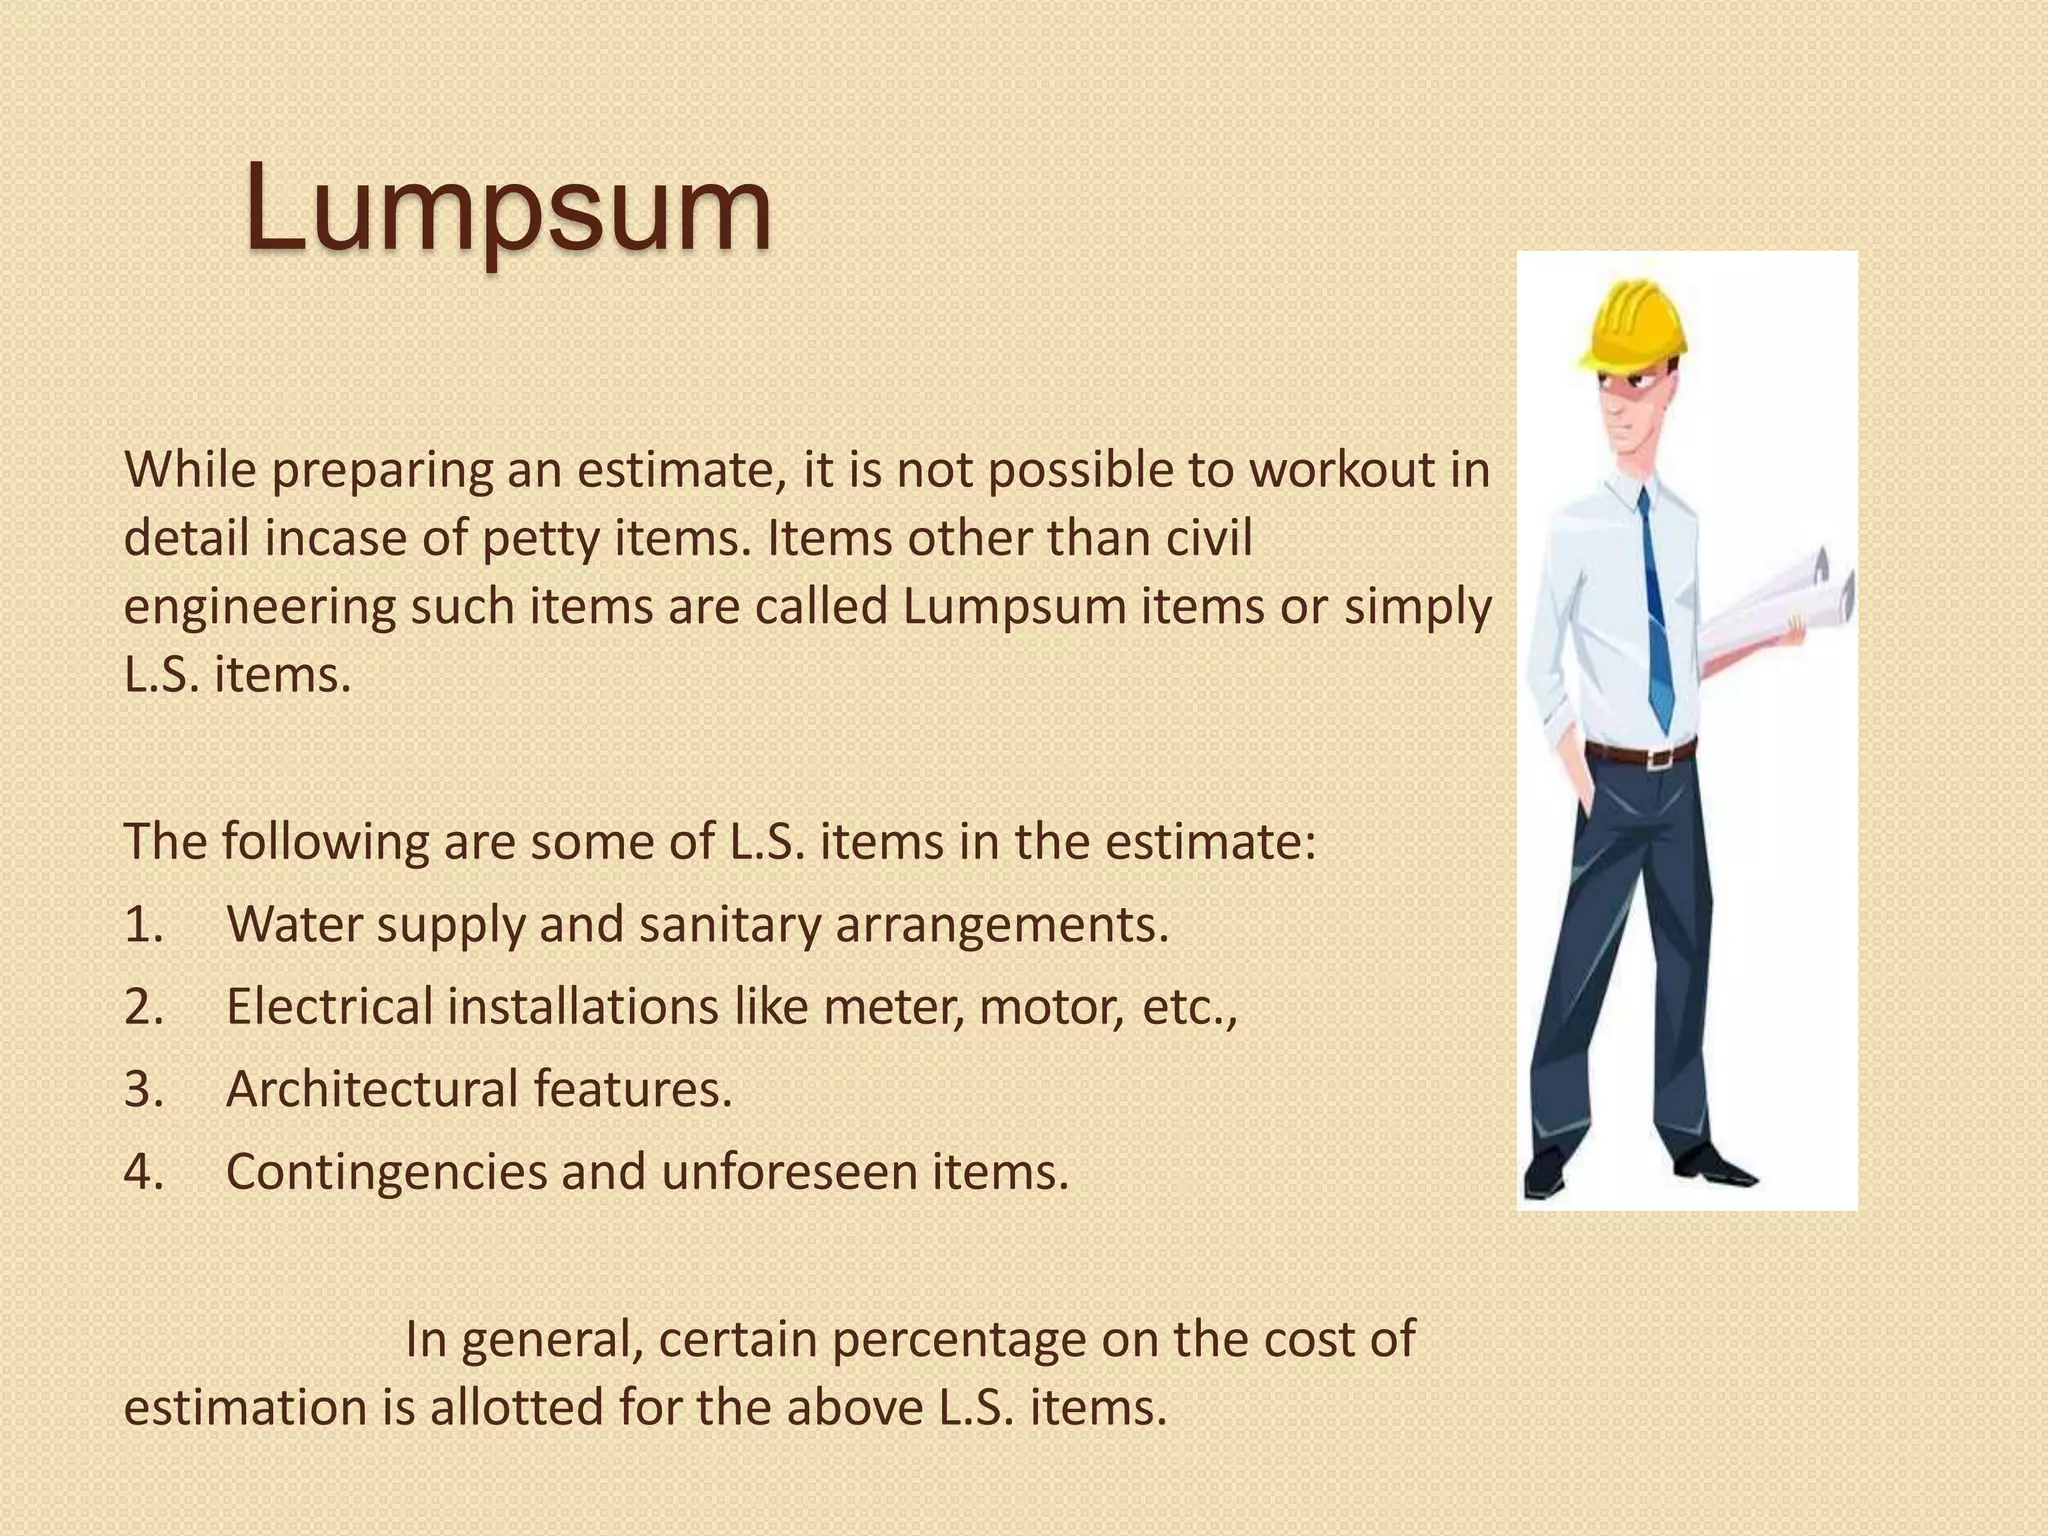 Lumpsum
While preparing an estimate, it is not possible to workout in
detail incase of petty items. Items other than civil
engineering such items are called Lumpsum items or simply
L.S. items.
The following are some of L.S. items in the estimate:
1. Water supply and sanitary arrangements.
2. Electrical installations like meter, motor, etc.,
3. Architectural features.
4. Contingencies and unforeseen items.
In general, certain percentage on the cost of
estimation is allotted for the above L.S. items.